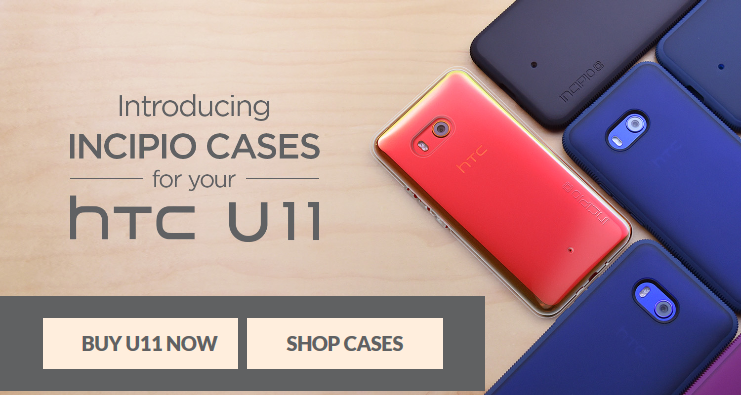 Introducing
INCIPIO CASES
for your
hTC U11
BUY U11 NOW
SHOP CASES
INCIPIO
hTC
INCIPIO